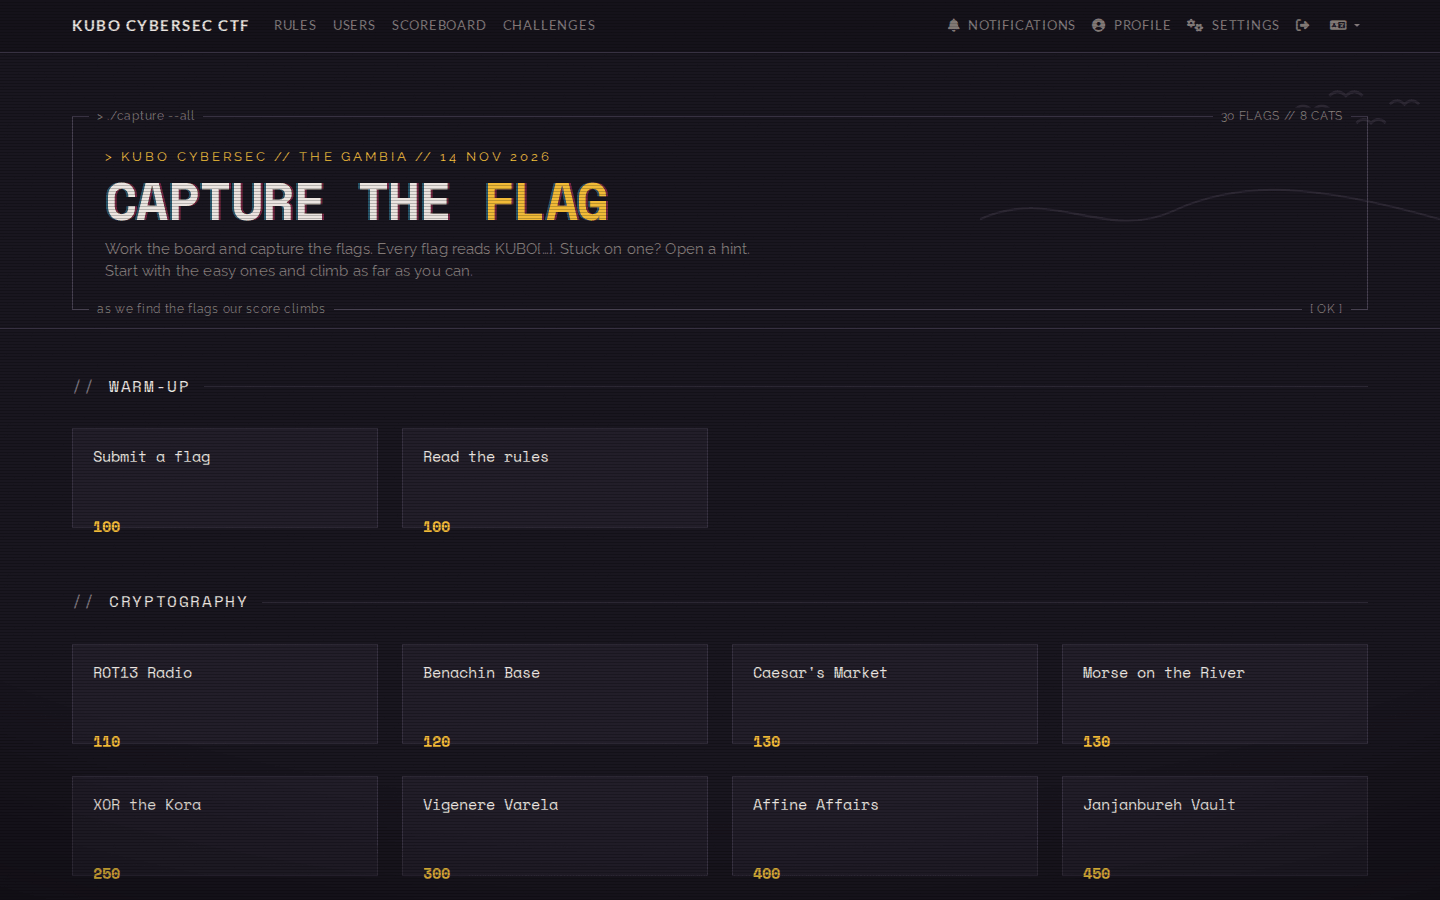 KUBO CYBERSEC CTF RULES USERS SCOREBOARD CHALLENGES NOTIFICATIONS PROFILE SETTINGS
> ./capture --all 30 FLAGS // 8 CATS
> KUBO CYBERSEC // THE GAMBIA // 14 NOV 2026
CAPTURE THE FLAG
Work the board and capture the flags. Every flag reads KUBO{...}. Stuck on one? Open a hint.
Start with the easy ones and climb as far as you can.
as we find the flags our score climbs [ OK ]
// WARM-UP
Submit a flag Read the rules
100 100
// CRYPTOGRAPHY
ROT13 Radio Benachin Base Caesar's Market Morse on the River
110 120 130 130
XOR the Kora Vigenere Varela Affine Affairs Janjanbureh Vault
250 300 400 450